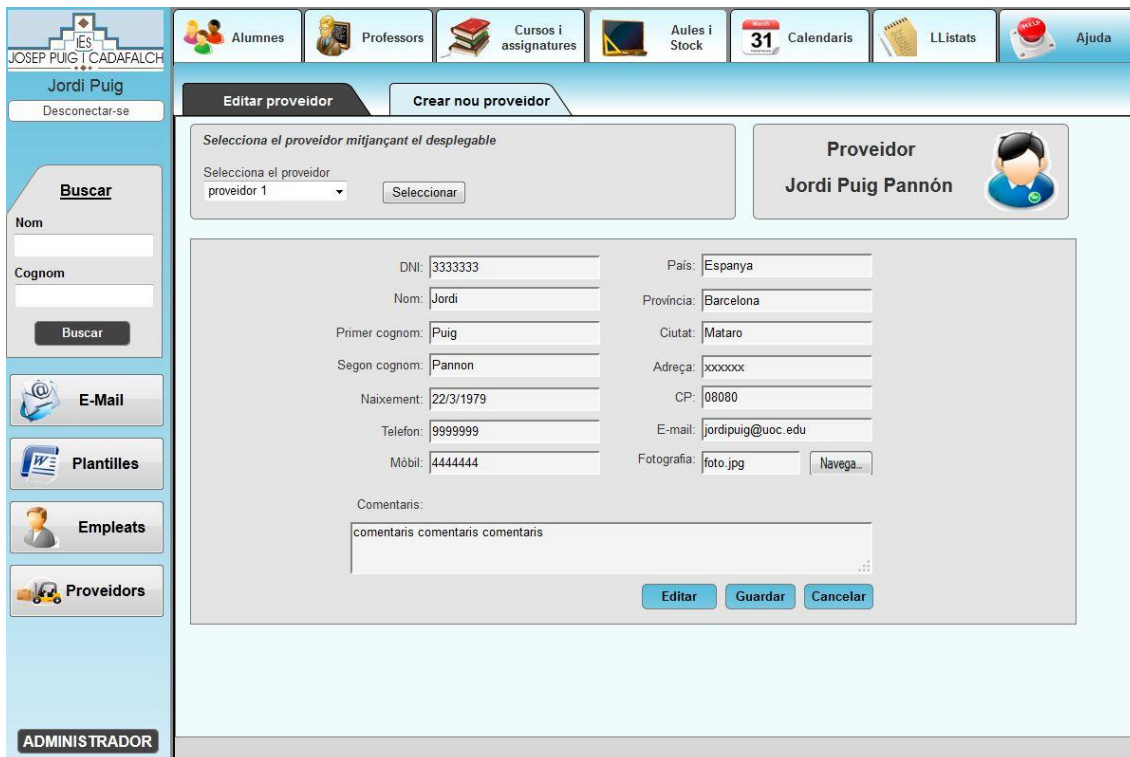 IES
JOSEP PUIG I CADAFALCH
Jordi Puig
Desconectar-se
Buscar
Nom
Cognom
Buscar
E-Mail
Plantilles
Empleats
Proveidors
ADMINISTRADOR
Alumnes
Professors
Cursos i
assignatures
Aules i
Stock
March
31
Calendaris
LListats
HELP
Ajuda
Editar proveidor
Crear nou proveidor
Selecciona el proveidor mitjançant el desplegable
Selecciona el proveidor
proveidor 1
Seleccionar
Proveidor
Jordi Puig Pannón
DNI: 3333333
Nom: Jordi
Primer cognom: Puig
Segon cognom: Pannon
Naixement: 22/3/1979
Telefon: 9999999
Mòbil: 4444444
País: Espanya
Província: Barcelona
Ciutat: Mataro
Adreça: xxxxxx
CP: 08080
E-mail: jordipuig@uoc.edu
Fotografia: foto.jpg Navega...
Comentaris:
comentaris comentaris comentaris
Editar Guardar Cancelar